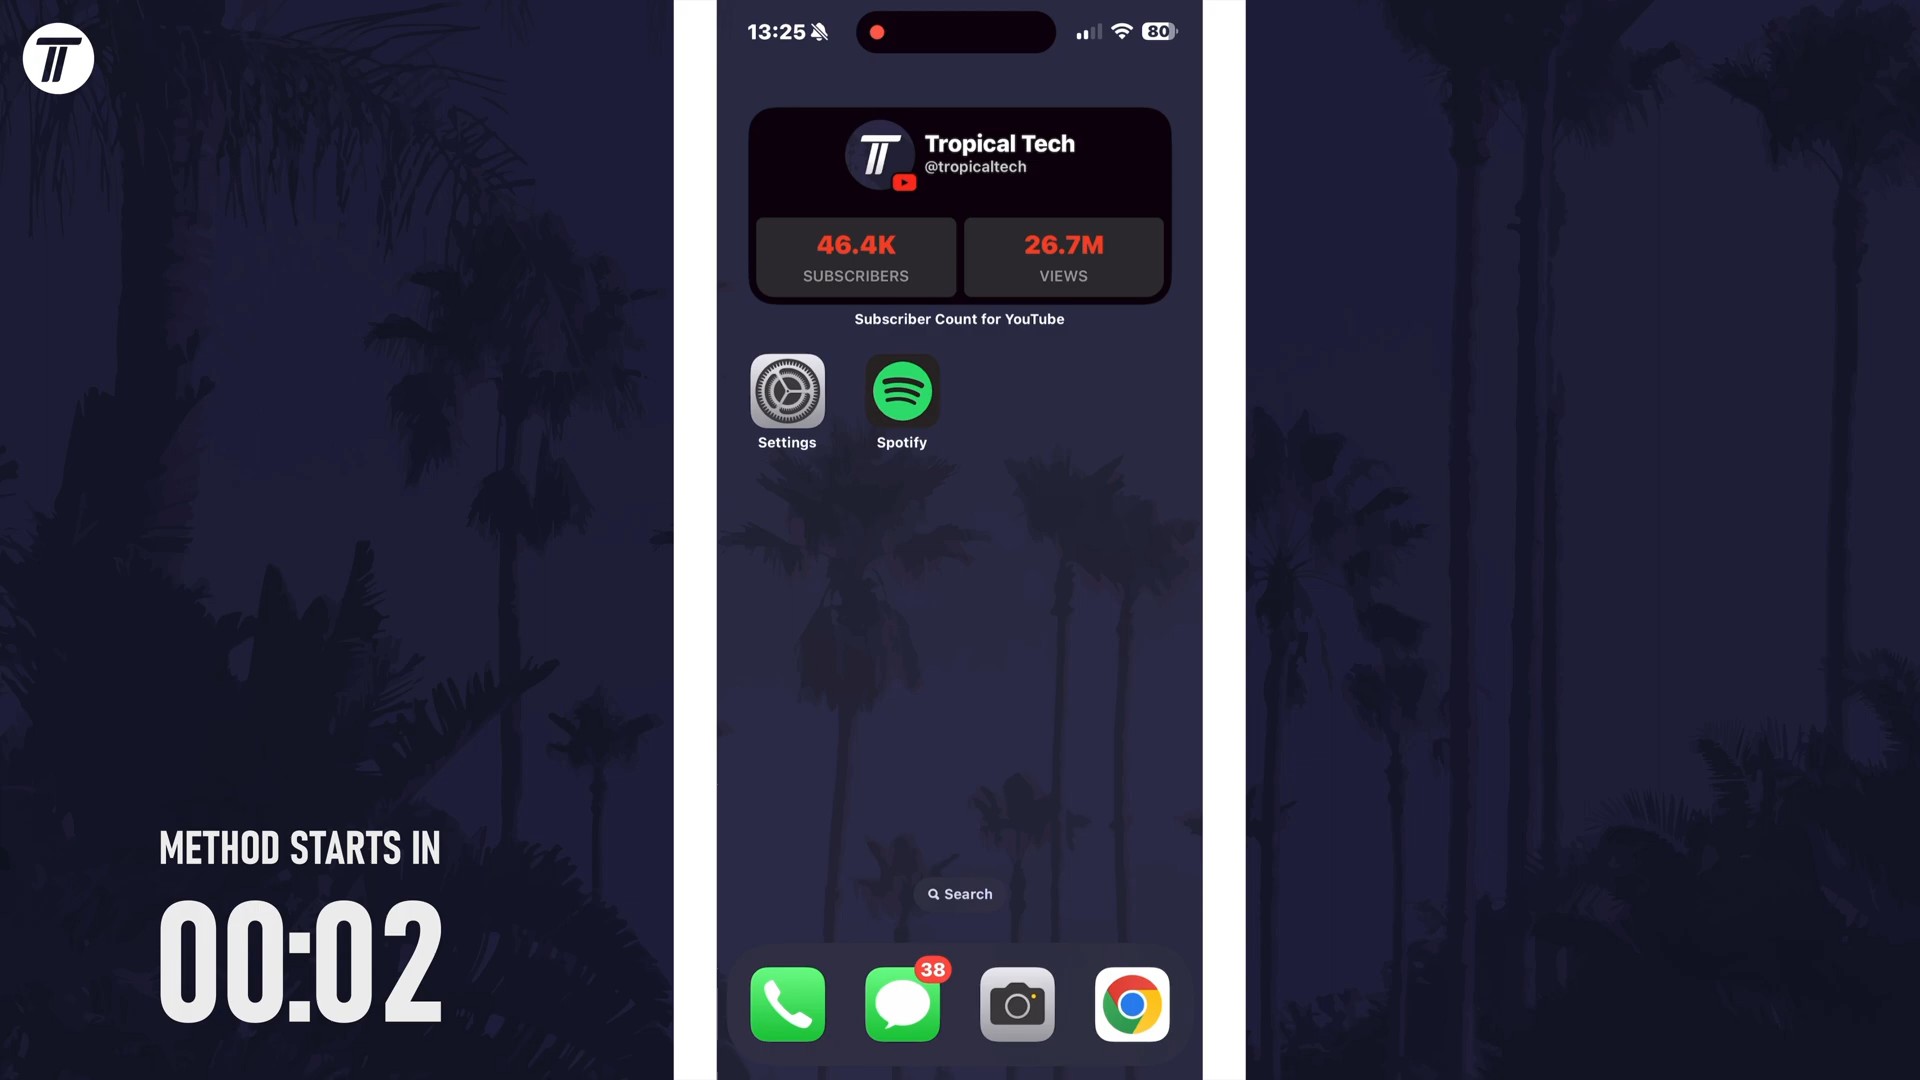 13:25
80
Tropical Tech
@tropicaltech
46.4K
SUBSCRIBERS
26.7M
VIEWS
Subscriber Count for YouTube
Settings
Spotify
METHOD STARTS IN
00:02
Search
38